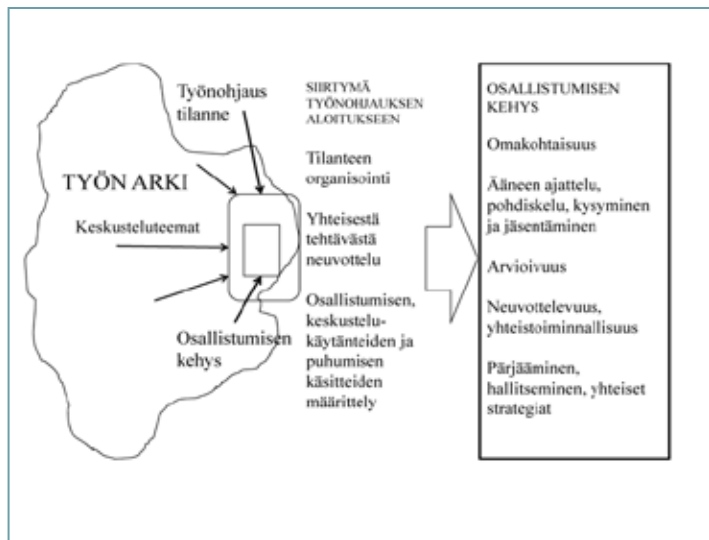 Työnohjaus
tilanne
TYÖN ARKI
Keskusteluteemat
Osallistumisen
kehys
SIIRTYMÄ
TYÖNOHJAUKSEN
ALOITUKSEEN
Tilanteen
organisointi
Yhteisestä
tehtävästä
neuvottelu
Osallistumisen,
keskustelu-
käytänteiden ja
puhumisen
käsitteiden
määrittely
OSALLISTUMISEN
KEHYS
Omakohtaisuus
Ääneen ajattelu,
pohdiskelu, kysyminen
ja jäsentäminen
Arvioivuus
Neuvottelevuus,
yhteistoiminnallisuus
Pärjääminen,
hallitseminen, yhteiset
strategiat